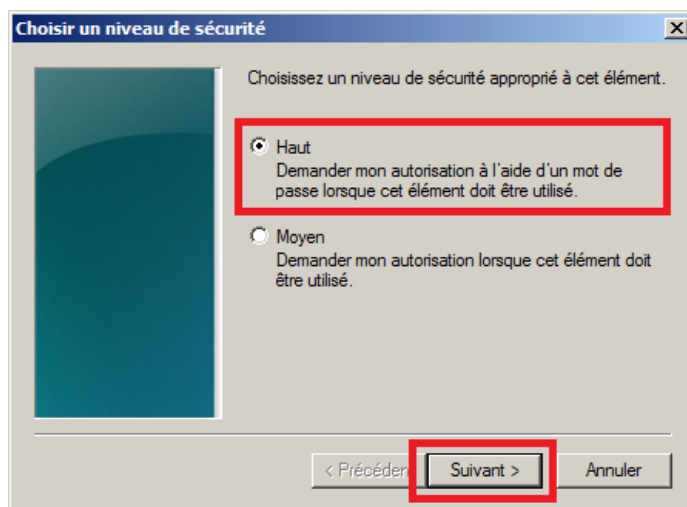 Choisir un niveau de sécurité
Choisissez un niveau de sécurité approprié à cet élément.
Haut
Demander mon autorisation à l'aide d'un mot de
passe lorsque cet élément doit être utilisé.
Moyen
Demander mon autorisation lorsque cet élément doit
être utilisé.
< Précéden Suivant > Annuler